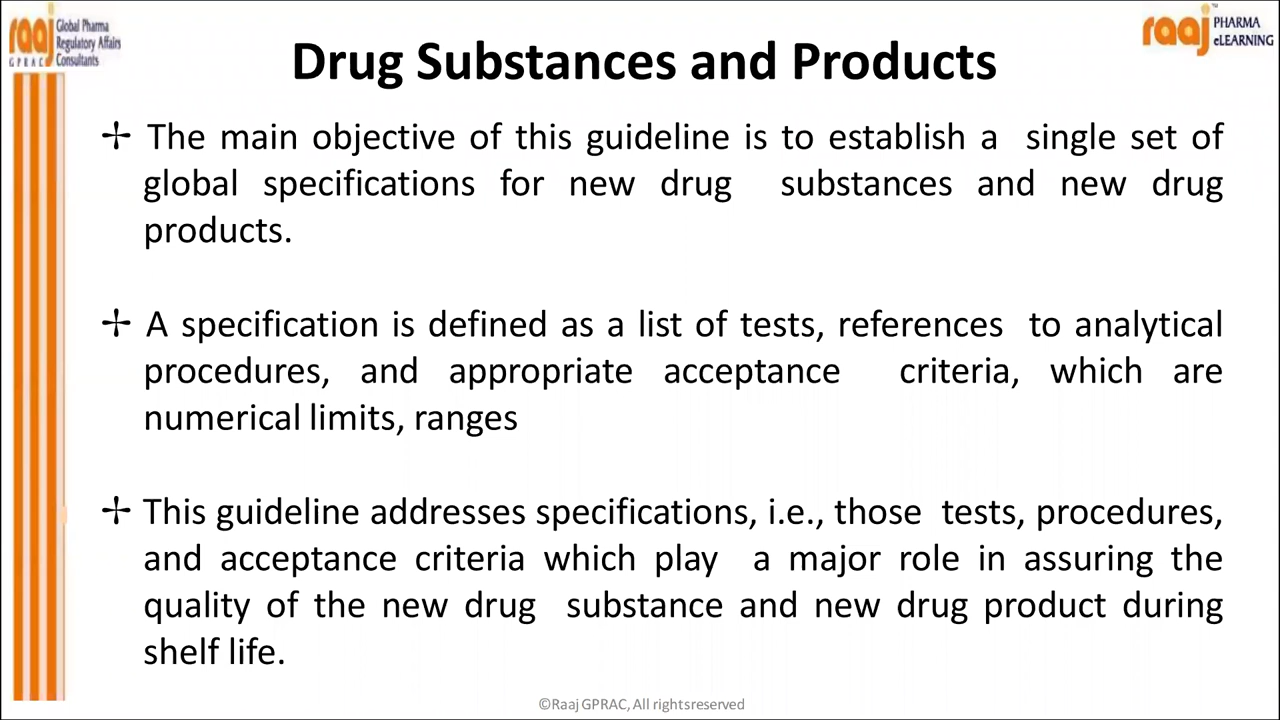 raaj
GPRAC
Global Pharma
Regulatory Affairs
Consultants
raaj
™
PHARMA
eLEARNING
Drug Substances and Products
The main objective of this guideline is to establish a single set of
global specifications for new drug substances and new drug
products.
A specification is defined as a list of tests, references to analytical
procedures, and appropriate acceptance criteria, which are
numerical limits, ranges
This guideline addresses specifications, i.e., those tests, procedures,
and acceptance criteria which play a major role in assuring the
quality of the new drug substance and new drug product during
shelf life.
©Raaj GPRAC, All rightsreserved